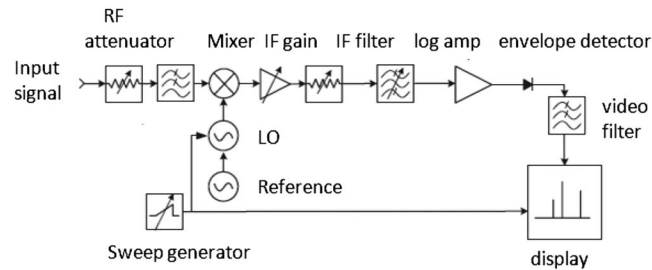 RF
attenuator
Mixer
IF gain
IF filter
log amp
envelope detector
Input
signal
video
filter
LO
Reference
Sweep generator
display